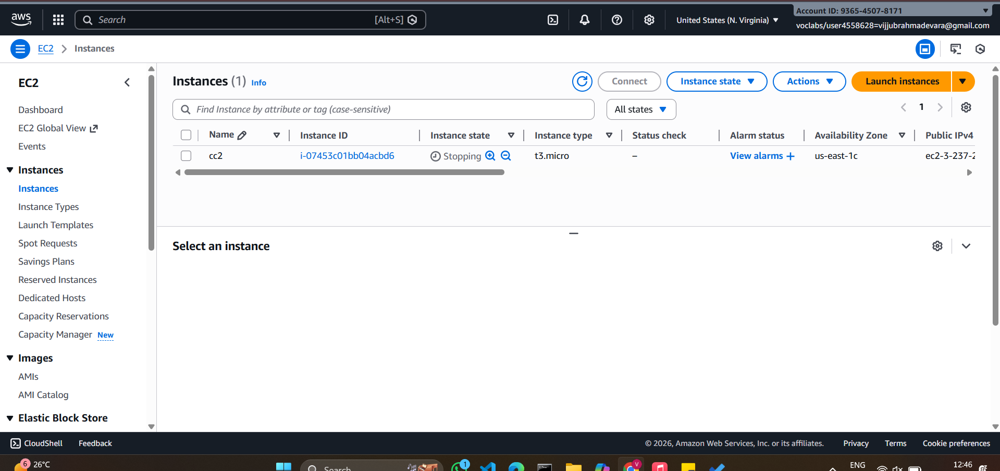 aws
Search
[Alt+S]
United States (N. Virginia)
Account ID: 9365-4507-8171
voclabs/user4558628=vijjubrahmadevara@gmail.com
EC2
Instances
EC2
Dashboard
EC2 Global View
Events
Instances
Instances
Instance Types
Launch Templates
Spot Requests
Savings Plans
Reserved Instances
Dedicated Hosts
Capacity Reservations
Capacity Manager New
Images
AMIs
AMI Catalog
Elastic Block Store
Instances (1) Info
Connect
Instance state
Actions
Launch instances
Find Instance by attribute or tag (case-sensitive)
All states
1
Name Instance ID Instance state Instance type Status check Alarm status Availability Zone Public IPv4
cc2 i-07453c01bb04acbd6 Stopping t3.micro – View alarms + us-east-1c ec2-3-237-2
Select an instance
CloudShell Feedback
© 2026, Amazon Web Services, Inc. or its affiliates. Privacy Terms Cookie preferences
6 26°C
Search
1
V
ENG
12:46